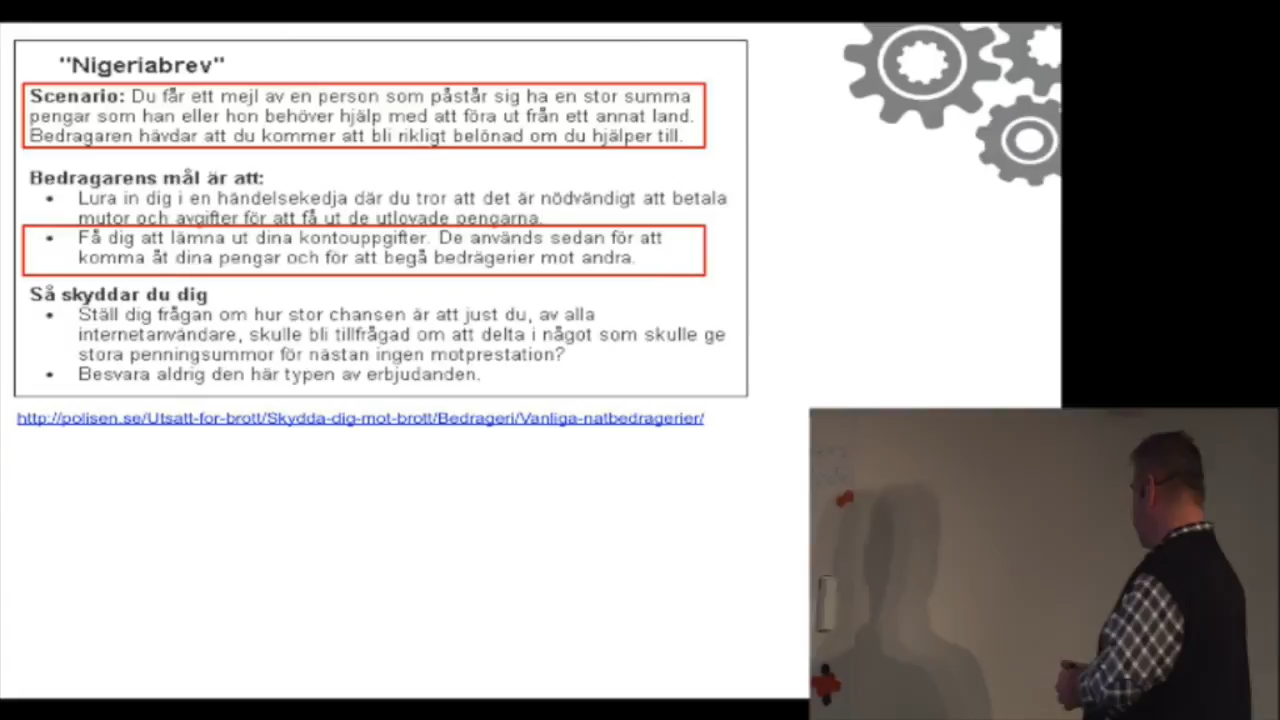 "Nigeriabrev"
Scenario: Du får ett mejl av en person som påstår sig ha en stor summa
pengar som han eller hon behöver hjälp med att föra ut från ett annat land.
Bedragaren hävdar att du kommer att bli rikligt belönad om du hjälper till.
Bedragarens mål är att:
• Lura in dig i en händelsekedja där du tror att det är nödvändigt att betala
mutor och avgifter för att få ut de utlovade pengarna.
• Få dig att lämna ut dina kontouppgifter. De används sedan för att
komma åt dina pengar och för att begå bedrägerier mot andra.
Så skyddar du dig
• Ställ dig frågan om hur stor chansen är att just du, av alla
internetanvändare, skulle bli tillfrågad om att delta i något som skulle ge
stora penningsummor för nästan ingen motprestation?
• Besvara aldrig den här typen av erbjudanden.
http://polisen.se/Utsatt-for-brott/Skydda-dig-mot-brott/Bedrageri/Vanliga-natbedragerier/